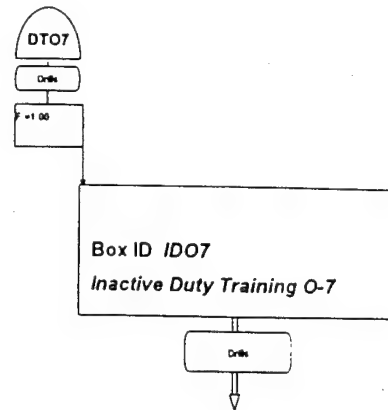 DTO7
Drills
F =1.00
Box ID IDO7
Inactive Duty Training O-7
Drills